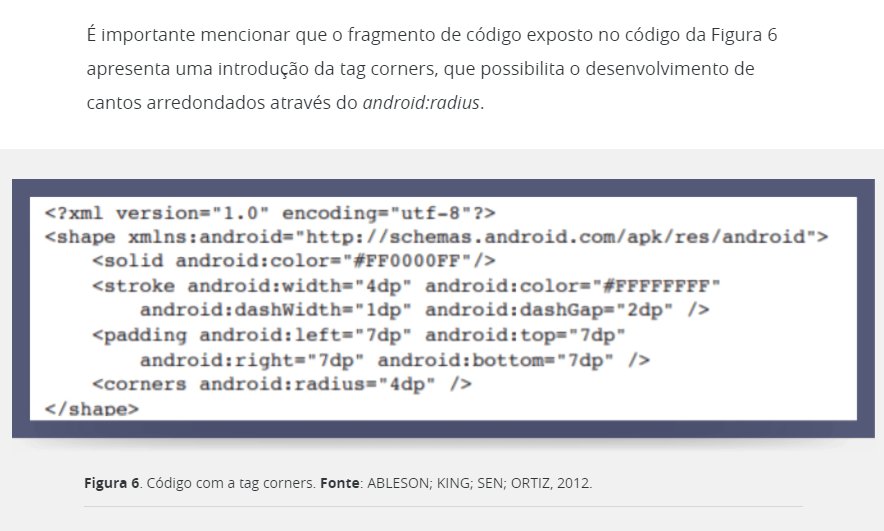 É importante mencionar que o fragmento de código exposto no código da Figura 6
apresenta uma introdução da tag corners, que possibilita o desenvolvimento de
cantos arredondados através do android:radius.
<?xml version="1.0" encoding="utf-8"?>
<shape xmlns:android="http://schemas.android.com/apk/res/android">
    <solid android:color="#FF0000FF"/>
    <stroke android:width="4dp" android:color="#FFFFFFFF"
        android:dashWidth="1dp" android:dashGap="2dp" />
    <padding android:left="7dp" android:top="7dp"
        android:right="7dp" android:bottom="7dp" />
    <corners android:radius="4dp" />
</shape>
Figura 6. Código com a tag corners. Fonte: ABLESON; KING; SEN; ORTIZ, 2012.